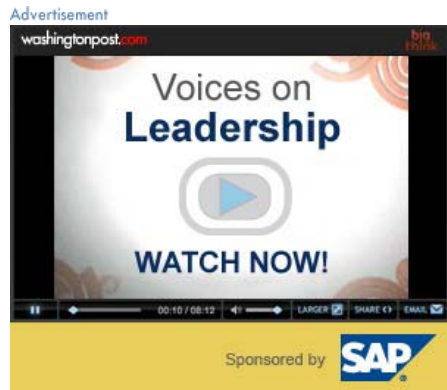 Advertisement
washingtonpost.com
big think
Voices on
Leadership
WATCH NOW!
00:10 / 08:12
LARGER
SHARE
EMAIL
Sponsored by
SAP
®